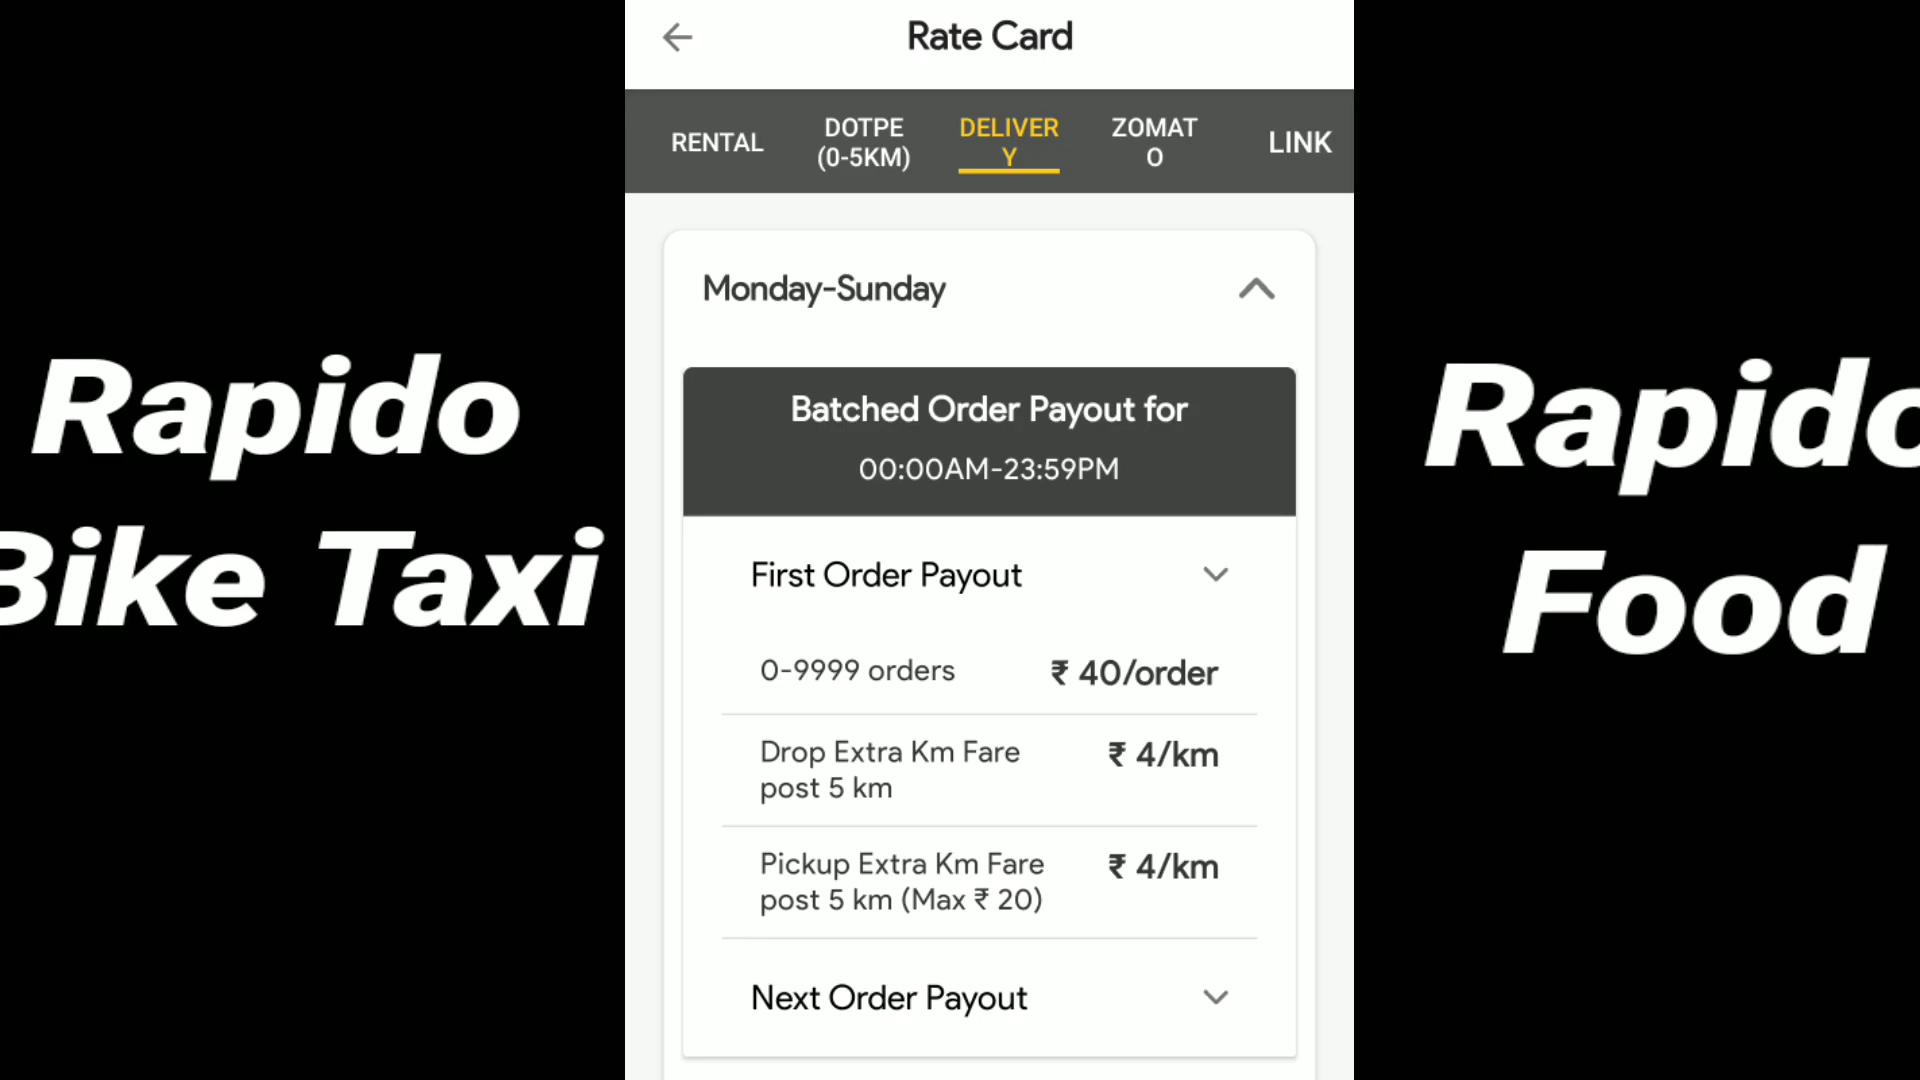 Rate Card
RENTAL
DOTPE
(0-5KM)
DELIVER
Y
ZOMAT
O
LINK
Monday-Sunday
Batched Order Payout for
00:00AM-23:59PM
First Order Payout
0-9999 orders ₹ 40/order
Drop Extra Km Fare ₹ 4/km
post 5 km
Pickup Extra Km Fare ₹ 4/km
post 5 km (Max ₹ 20)
Next Order Payout
Rapido
Bike Taxi
Rapido
Food